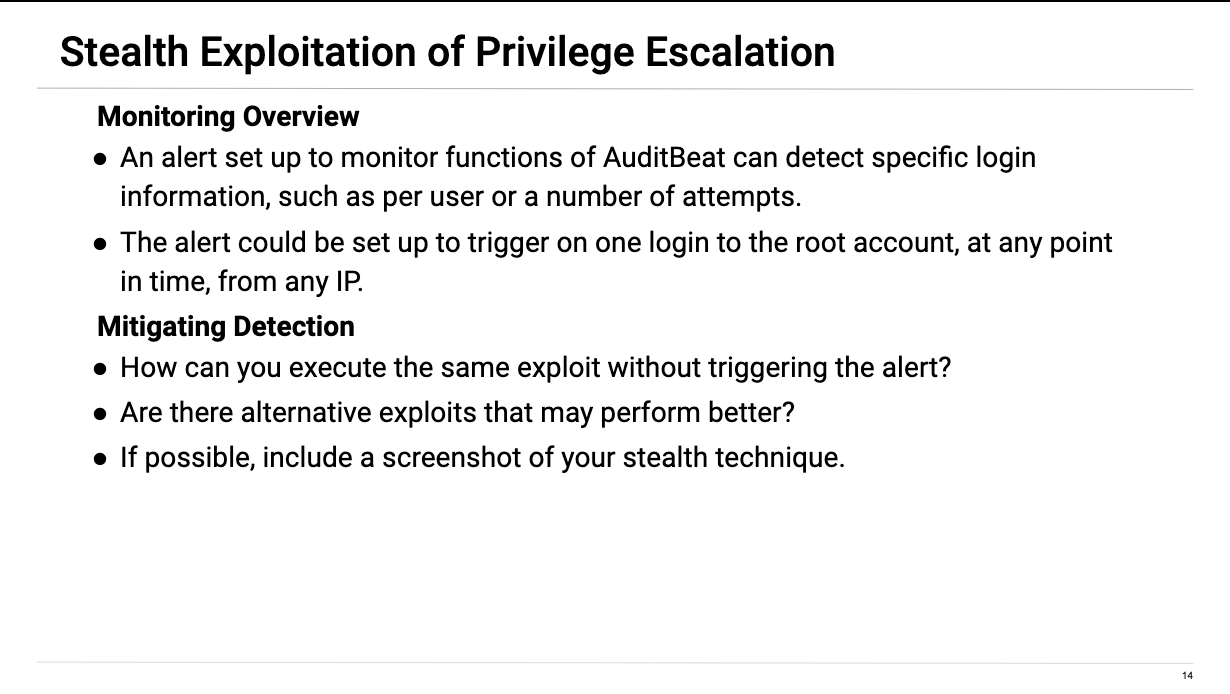 Stealth Exploitation of Privilege Escalation
Monitoring Overview
● An alert set up to monitor functions of AuditBeat can detect specific login
information, such as per user or a number of attempts.
● The alert could be set up to trigger on one login to the root account, at any point
in time, from any IP.
Mitigating Detection
● How can you execute the same exploit without triggering the alert?
● Are there alternative exploits that may perform better?
● If possible, include a screenshot of your stealth technique.
14